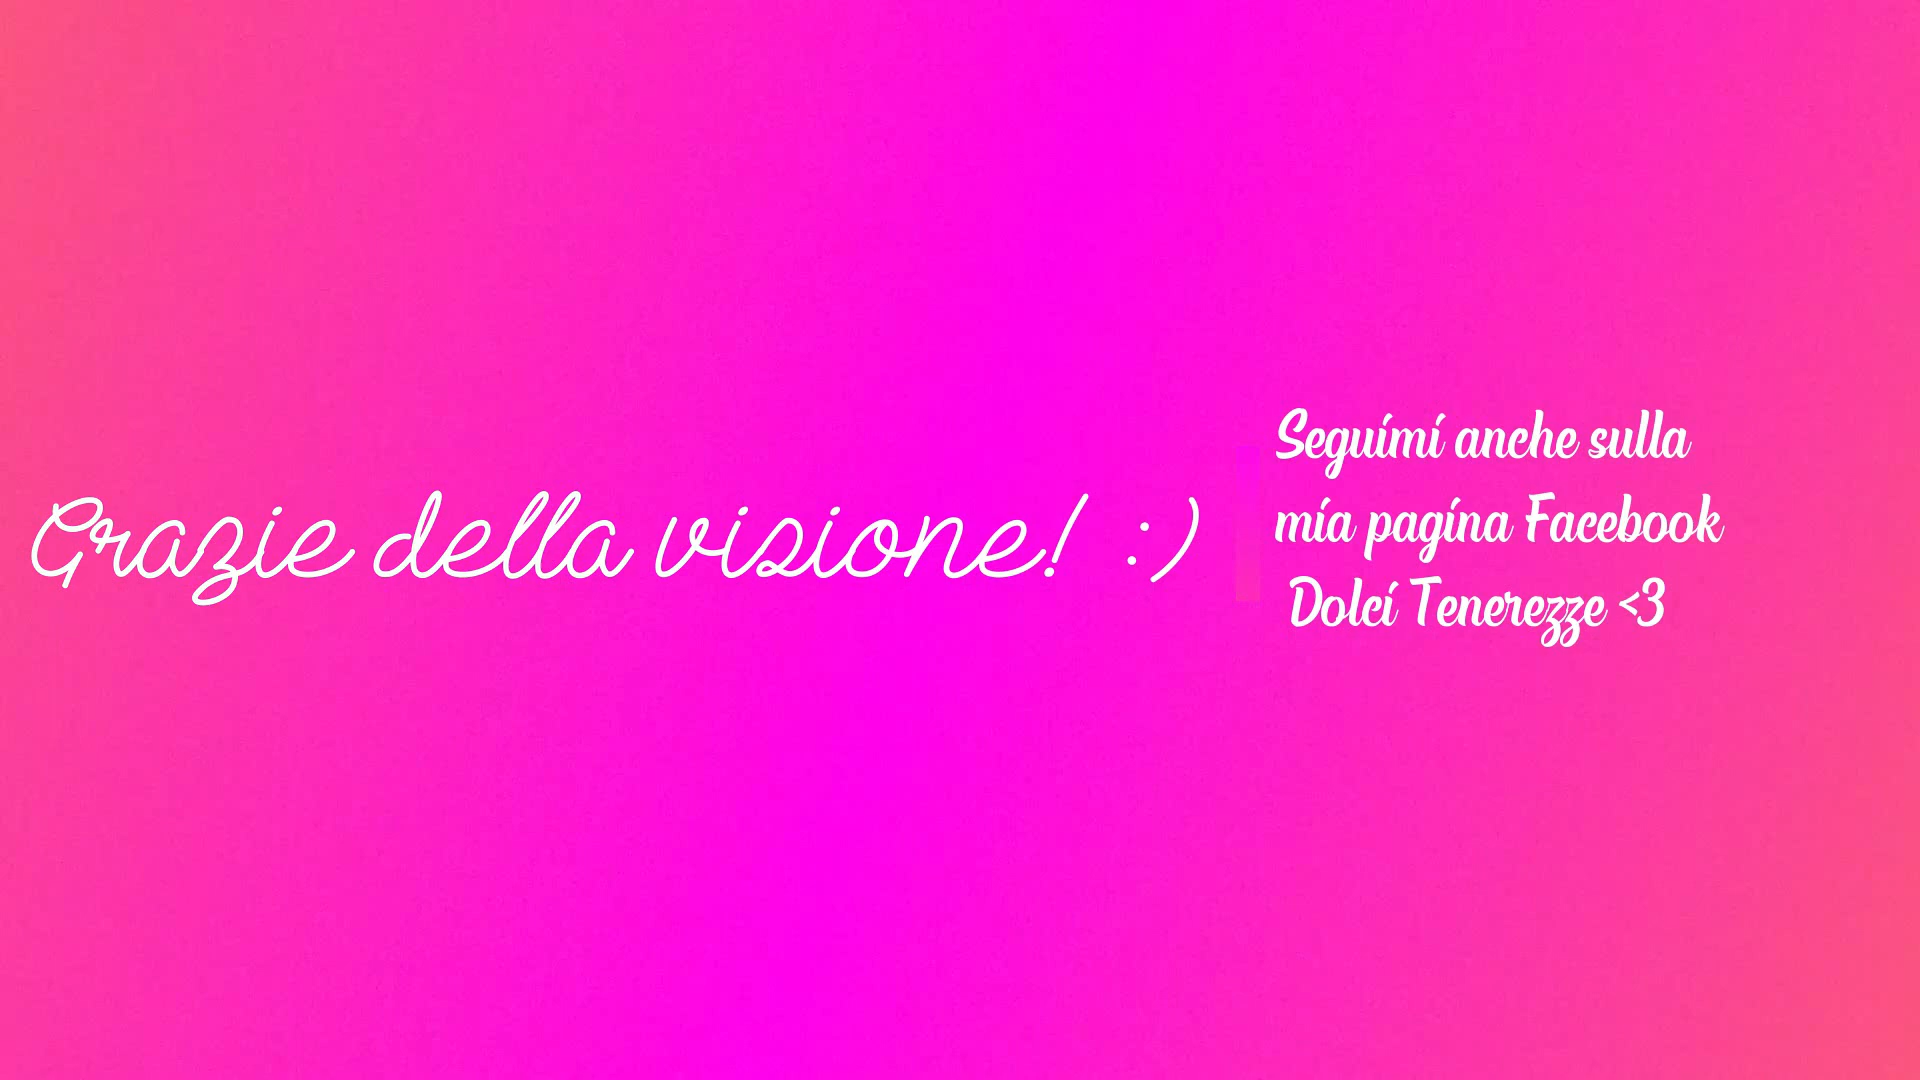 Grazie della visione! :)
Seguimi anche sulla
mia pagina Facebook
Dolci Tenerezze <3